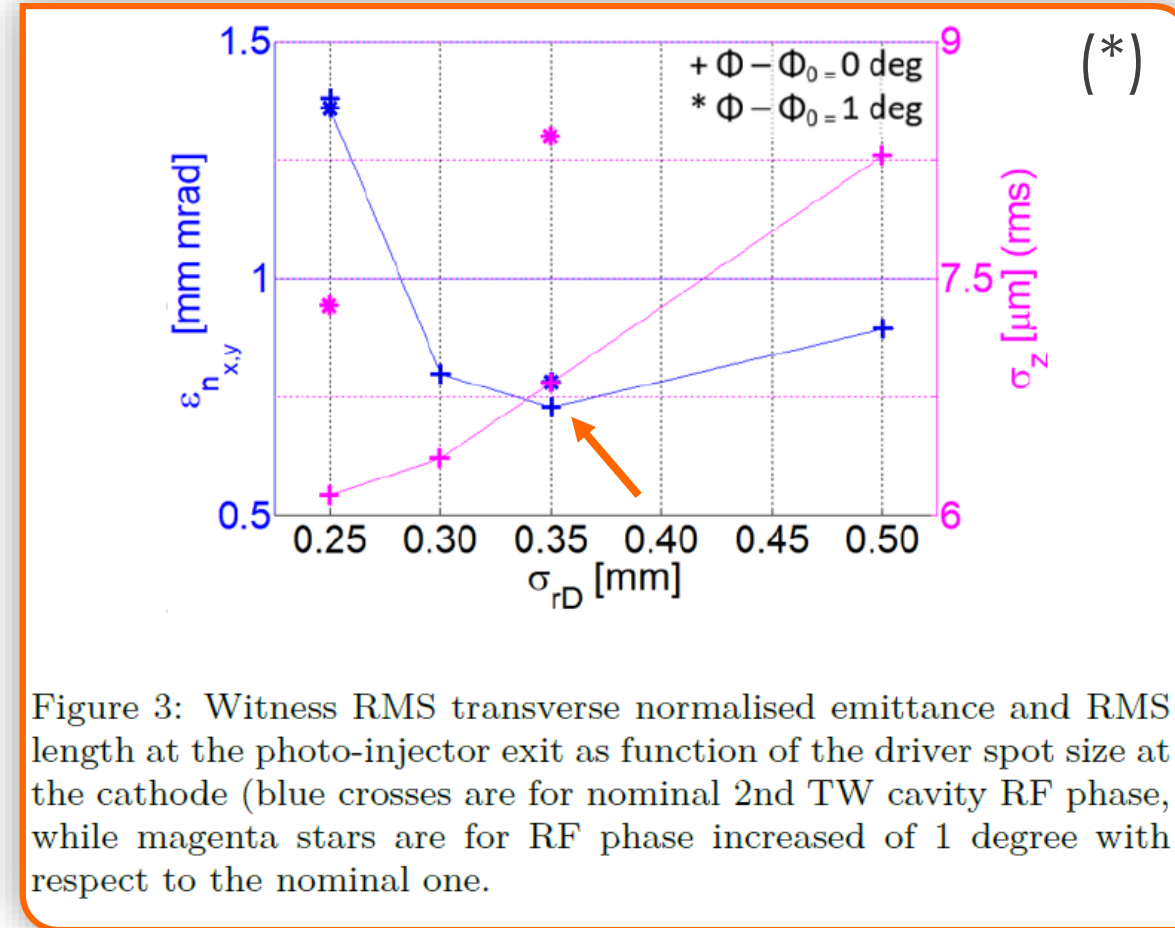 (*)
1.5
9
+ Φ − Φ0 = 0 deg
* Φ − Φ0 = 1 deg
εn x,y [mm mrad]
1
7.5
σz [μm] (rms)
0.5
6
0.25 0.30 0.35 0.40 0.45 0.50
σrD [mm]
Figure 3: Witness RMS transverse normalised emittance and RMS
length at the photo-injector exit as function of the driver spot size at
the cathode (blue crosses are for nominal 2nd TW cavity RF phase,
while magenta stars are for RF phase increased of 1 degree with
respect to the nominal one.